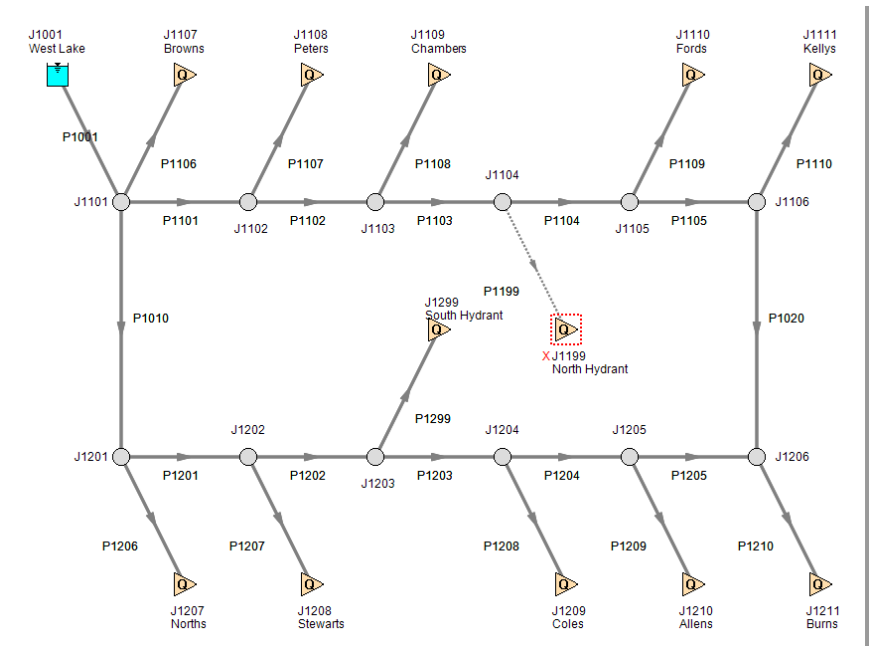 J1001
West Lake
J1107
Browns
J1108
Peters
J1109
Chambers
J1110
Fords
J1111
Kellys
Q
Q
Q
Q
Q
P1001
P1106
P1107
P1108
P1109
P1110
J1104
J1101
P1101
J1102
P1102
J1103
P1103
P1104
J1105
P1105
J1106
P1199
J1299
South Hydrant
Q
Q
X J1199
North Hydrant
P1010
P1020
P1299
J1201
J1202
J1204
J1205
J1206
P1201
P1202
J1203
P1203
P1204
P1205
P1206
P1207
P1208
P1209
P1210
Q
Q
Q
Q
Q
J1207
Norths
J1208
Stewarts
J1209
Coles
J1210
Allens
J1211
Burns